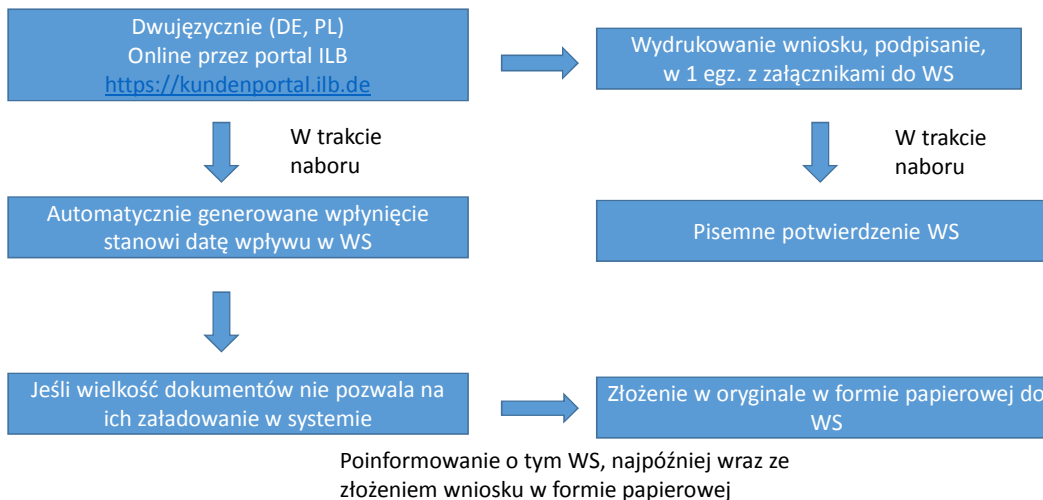 Dwujęzycznie (DE, PL)
Online przez portal ILB
https://kundenportal.ilb.de
Wydrukowanie wniosku, podpisanie,
w 1 egz. z załącznikami do WS
W trakcie
naboru
W trakcie
naboru
Automatycznie generowane wpłynięcie
stanowi datę wpływu w WS
Pisemne potwierdzenie WS
Jeśli wielkość dokumentów nie pozwala na
ich załadowanie w systemie
Złożenie w oryginale w formie papierowej do
WS
Poinformowanie o tym WS, najpóźniej wraz ze
złożeniem wniosku w formie papierowej